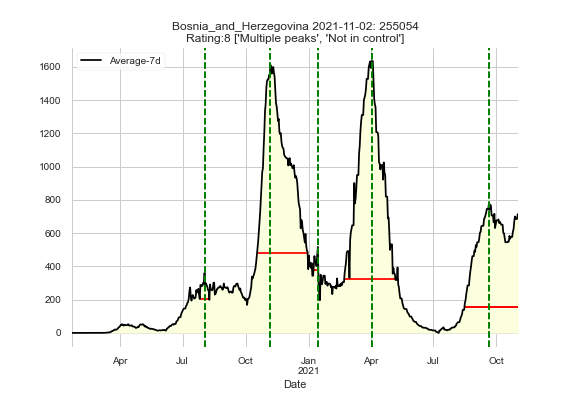 Bosnia_and_Herzegovina 2021-11-02: 255054
Rating:8 ['Multiple peaks', 'Not in control']
Average-7d
1600
1400
1200
1000
800
600
400
200
0
Apr Jul Oct Jan Apr Jul Oct
2021
Date